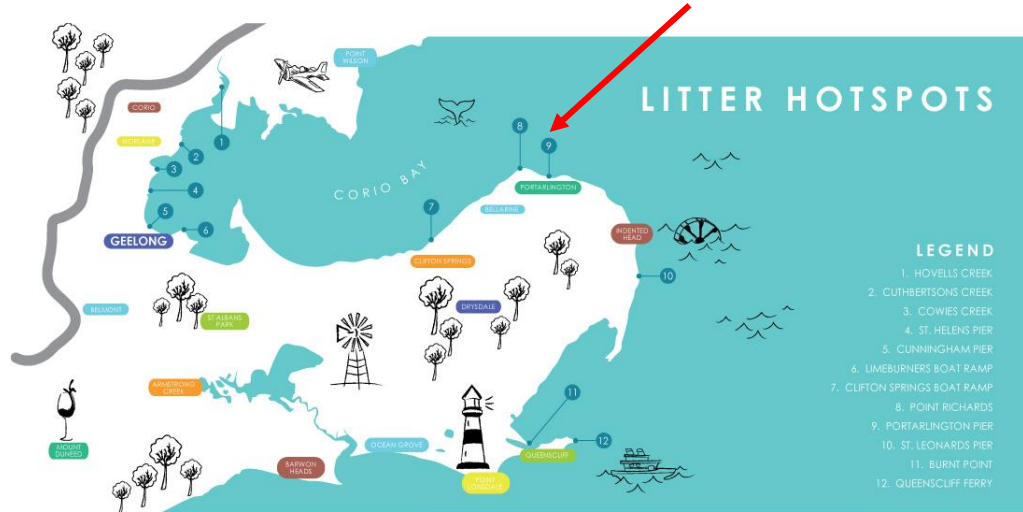 LITTER HOTSPOTS
POINT
WILSON
CORIO
NORLANE
1
2
3
4
5
6
GEELONG
CORIO BAY
7
8
9
PORTARLINGTON
BELLARINE
CLIFTON SPRINGS
INDENTED
HEAD
10
DRYSDALE
BELMONT
ST ALBANS
PARK
ARMSTRONG
CREEK
MOUNT
DUNEED
BARWON
HEADS
OCEAN GROVE
POINT
LONSDALE
QUEENSCLIFF
11
12
LEGEND
1. HOVELLS CREEK
2. CUTHBERTSONS CREEK
3. COWIES CREEK
4. ST. HELENS PIER
5. CUNNINGHAM PIER
6. LIMEBURNERS BOAT RAMP
7. CLIFTON SPRINGS BOAT RAMP
8. POINT RICHARDS
9. PORTARLINGTON PIER
10. ST. LEONARDS PIER
11. BURNT POINT
12. QUEENSCLIFF FERRY